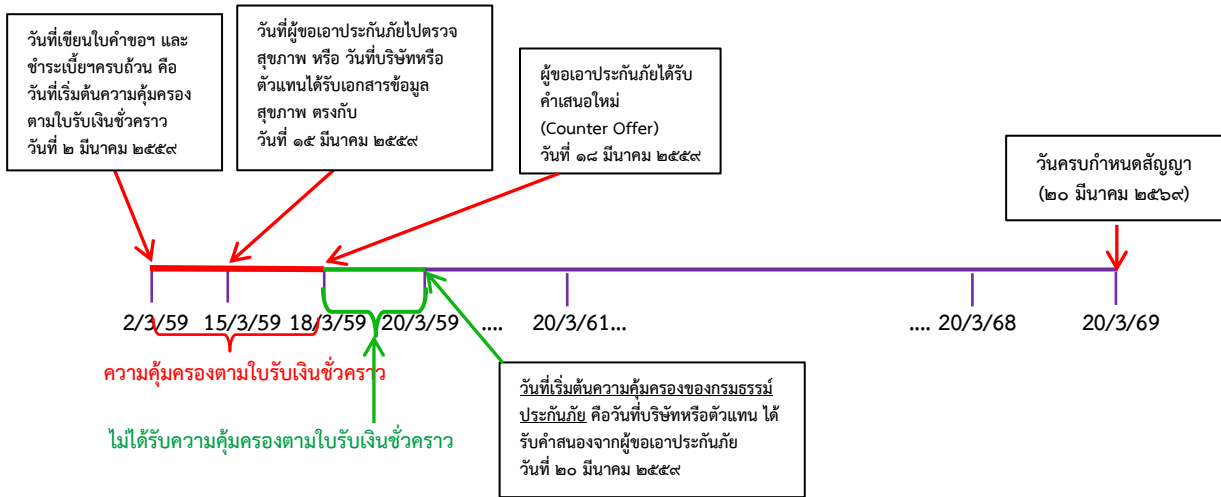 วันที่เขียนใบคำขอฯ และ
ชำระเบี้ยฯครบถ้วน คือ
วันที่เริ่มต้นความคุ้มครอง
ตามใบรับเงินชั่วคราว
วันที่ ๒ มีนาคม ๒๕๕๙
วันที่ผู้ขอเอาประกันภัยไปตรวจ
สุขภาพ หรือ วันที่บริษัทหรือ
ตัวแทนได้รับเอกสารข้อมูล
สุขภาพ ตรงกับ
วันที่ ๑๕ มีนาคม ๒๕๕๙
ผู้ขอเอาประกันภัยได้รับ
คำเสนอใหม่
(Counter Offer)
วันที่ ๑๘ มีนาคม ๒๕๕๙
วันครบกำหนดสัญญา
(๒๐ มีนาคม ๒๕๖๙)
2/3/59 15/3/59 18/3/59 20/3/59 .... 20/3/61... .... 20/3/68 20/3/69
ความคุ้มครองตามใบรับเงินชั่วคราว
ไม่ได้รับความคุ้มครองตามใบรับเงินชั่วคราว
วันที่เริ่มต้นความคุ้มครองของกรมธรรม์
ประกันภัย คือวันที่บริษัทหรือตัวแทน ได้
รับคำสนองจากผู้ขอเอาประกันภัย
วันที่ ๒๐ มีนาคม ๒๕๕๙